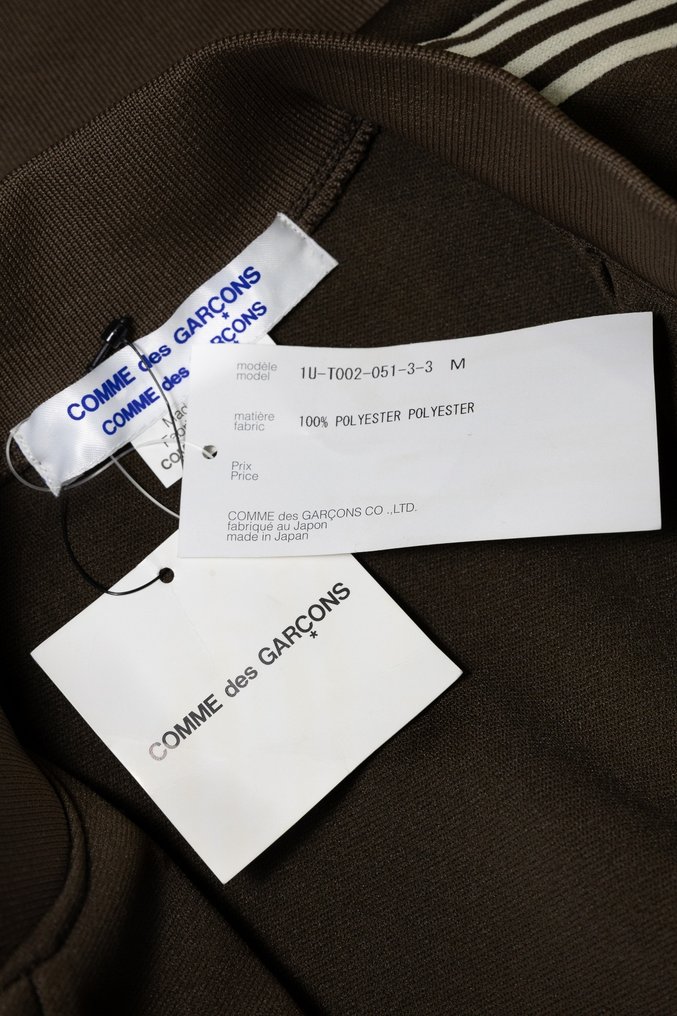 COMME des GARÇONS
*
COMME des GARÇONS
modèle
model
1U-T002-051-3-3 M
matière
fabric
100% POLYESTER POLYESTER
Prix
Price
COMME des GARÇONS CO .,LTD.
fabriqué au Japon
made in Japan
COMME des GARÇONS
*